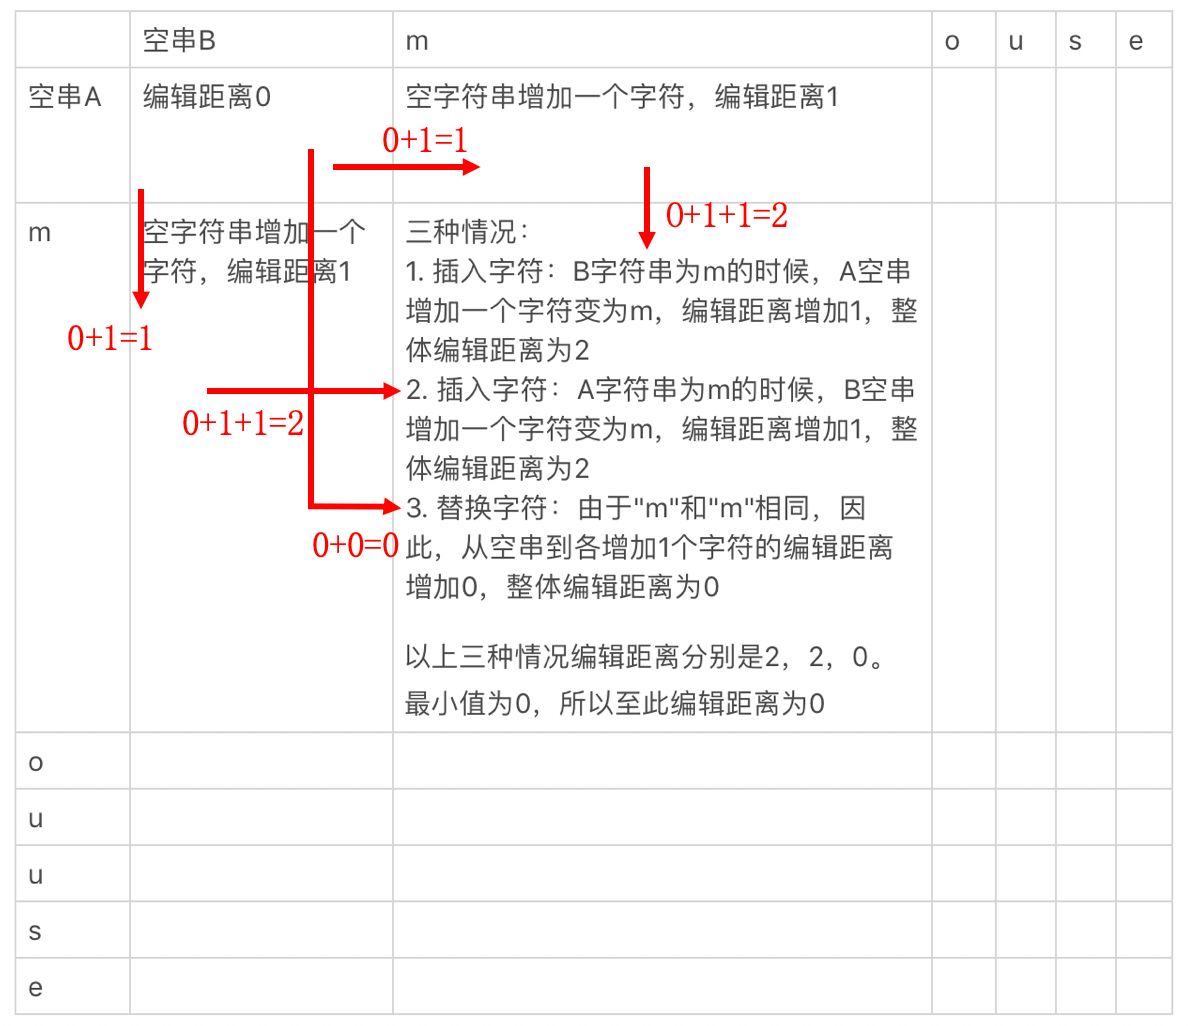 空串B
m
o
u
s
e
空串A
编辑距离0
空字符串增加一个字符，编辑距离1
0+1=1
0+1+1=2
m
空字符串增加一个
字符，编辑距离1
0+1=1
0+1+1=2
0+0=0
三种情况：
1. 插入字符：B字符串为m的时候，A空串
增加一个字符变为m，编辑距离增加1，整
体编辑距离为2
2. 插入字符：A字符串为m的时候，B空串
增加一个字符变为m，编辑距离增加1，整
体编辑距离为2
3. 替换字符：由于"m"和"m"相同，因
此，从空串到各增加1个字符的编辑距离
增加0，整体编辑距离为0
以上三种情况编辑距离分别是2，2，0。
最小值为0，所以至此编辑距离为0
o
u
u
s
e